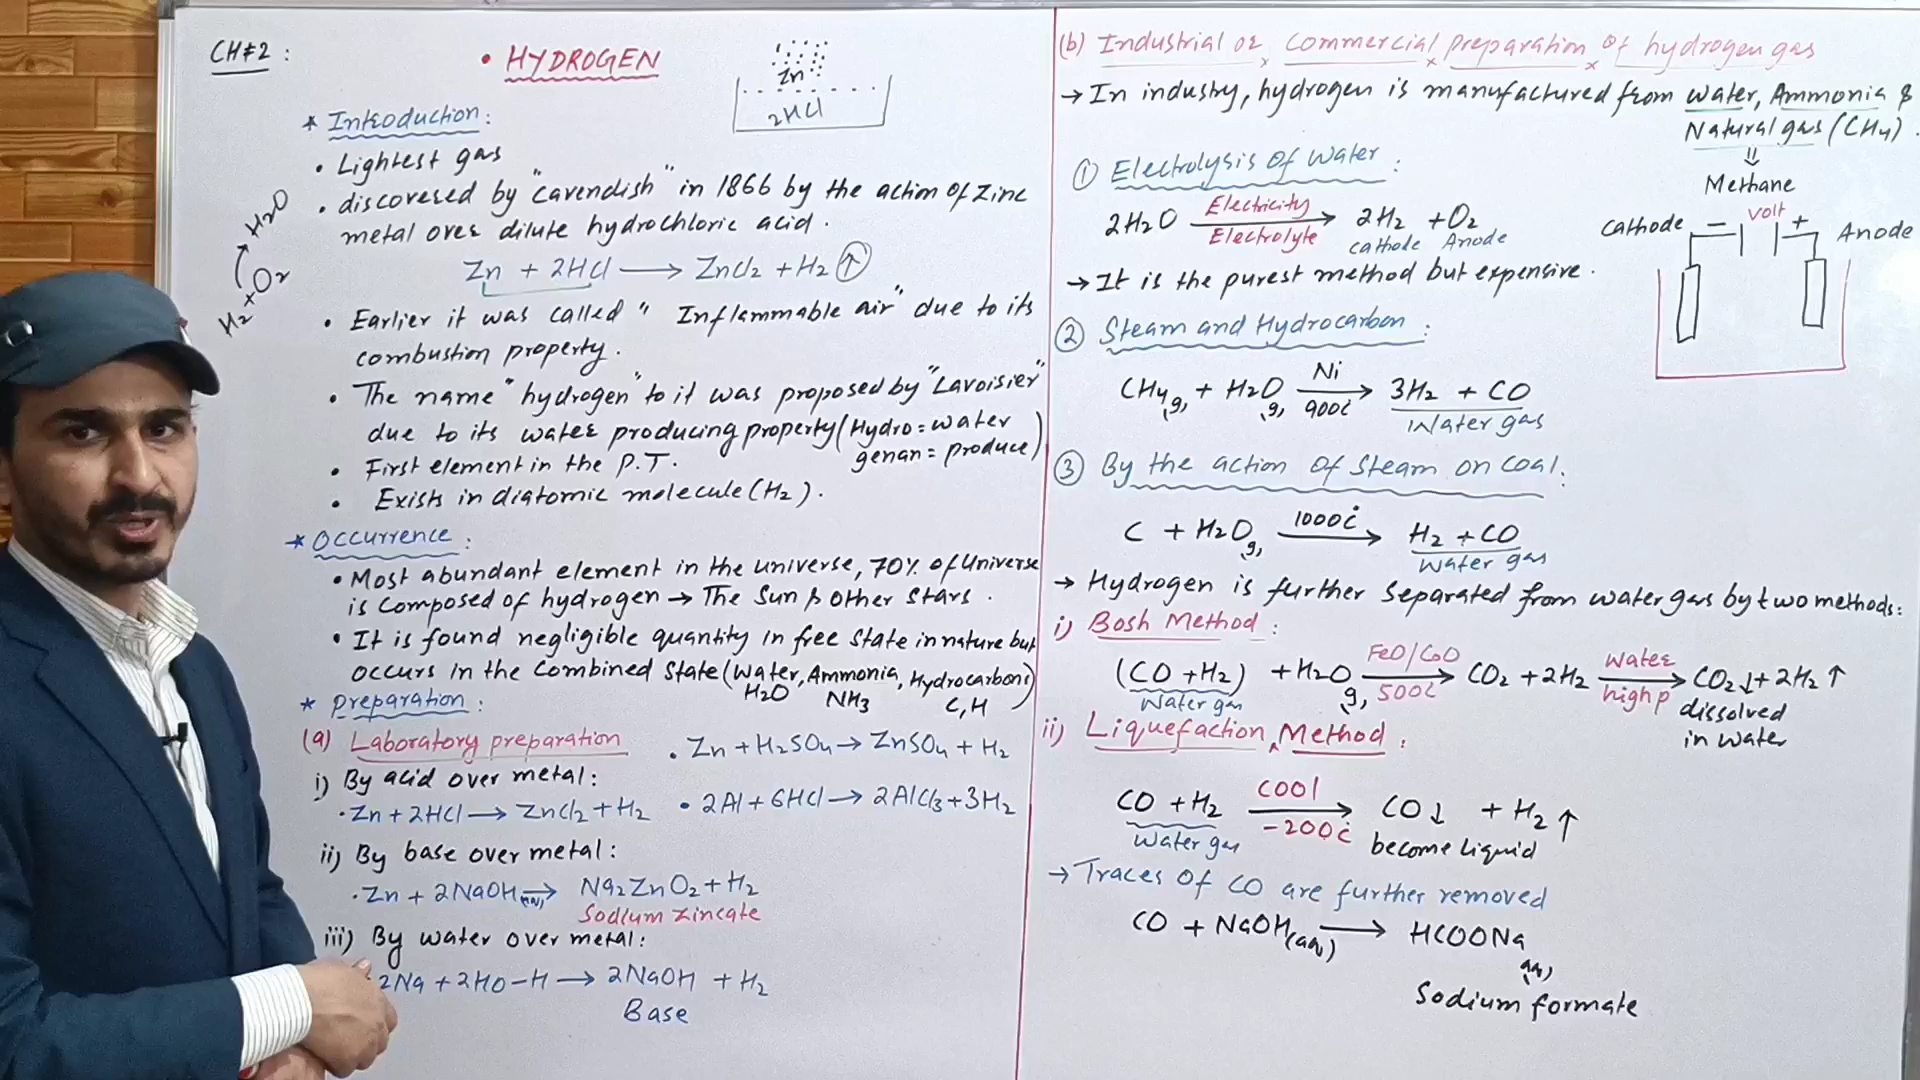 CH#2:
• HYDROGEN
Zn
2HCl
* Introduction:
• Lightest gas
• discovered by "Cavendish" in 1866 by the action of Zinc
metal over dilute hydrochloric acid.
Zn + 2HCl → ZnCl2 + H2 ↑
H2+O2 → H2O
• Earlier it was called " Inflammable air" due to its
combustion property.
• The name "hydrogen" to it was proposed by "Lavoisier"
due to its water producing property (Hydro = water
genan = produce)
• First element in the P.T.
• Exists in diatomic molecule (H2).
* Occurrence:
• Most abundant element in the universe, 70% of Universe
is composed of hydrogen → The Sun & other stars.
• It is found negligible quantity in free state in nature but
occurs in the Combined State (Water, Ammonia, Hydrocarbons)
H2O NH3 C,H
* preparation:
(a) Laboratory preparation
• Zn + H2SO4 → ZnSO4 + H2
i) By acid over metal:
• Zn + 2HCl → ZnCl2 + H2 • 2Al + 6HCl → 2AlCl3 + 3H2
ii) By base over metal:
• Zn + 2NaOH(aq) → Na2ZnO2 + H2
Sodium zincate
iii) By water over metal:
2Na + 2HO-H → 2NaOH + H2
Base
(b) Industrial or Commercial preparation of hydrogen gas
→ In industry, hydrogen is manufactured from water, Ammonia &
Natural gas (CH4).
⇓
Methane
① Electrolysis of water:
2H2O Electricity → Electrolyte 2H2 + O2
cathode Anode
Cathode − volt + Anode
→ It is the purest method but expensive.
② Steam and Hydrocarbon:
CH4(g) + H2O(g) Ni → 900C 3H2 + CO
Water gas
③ By the action of Steam on Coal:
C + H2O(g) 1000C → H2 + CO
Water gas
→ Hydrogen is further separated from water gas by two methods:
i) Bosh Method:
(CO + H2) + H2O(g) FeO/CoO → 500C CO2 + 2H2 water → high p CO2↓ + 2H2↑
Water gas dissolved
in water
ii) Liquefaction Method:
CO + H2 COOl → -200C CO↓ + H2↑
Water gas become liquid
→ Traces of CO are further removed
CO + NaOH(aq) → HCOONa(aq)
Sodium formate